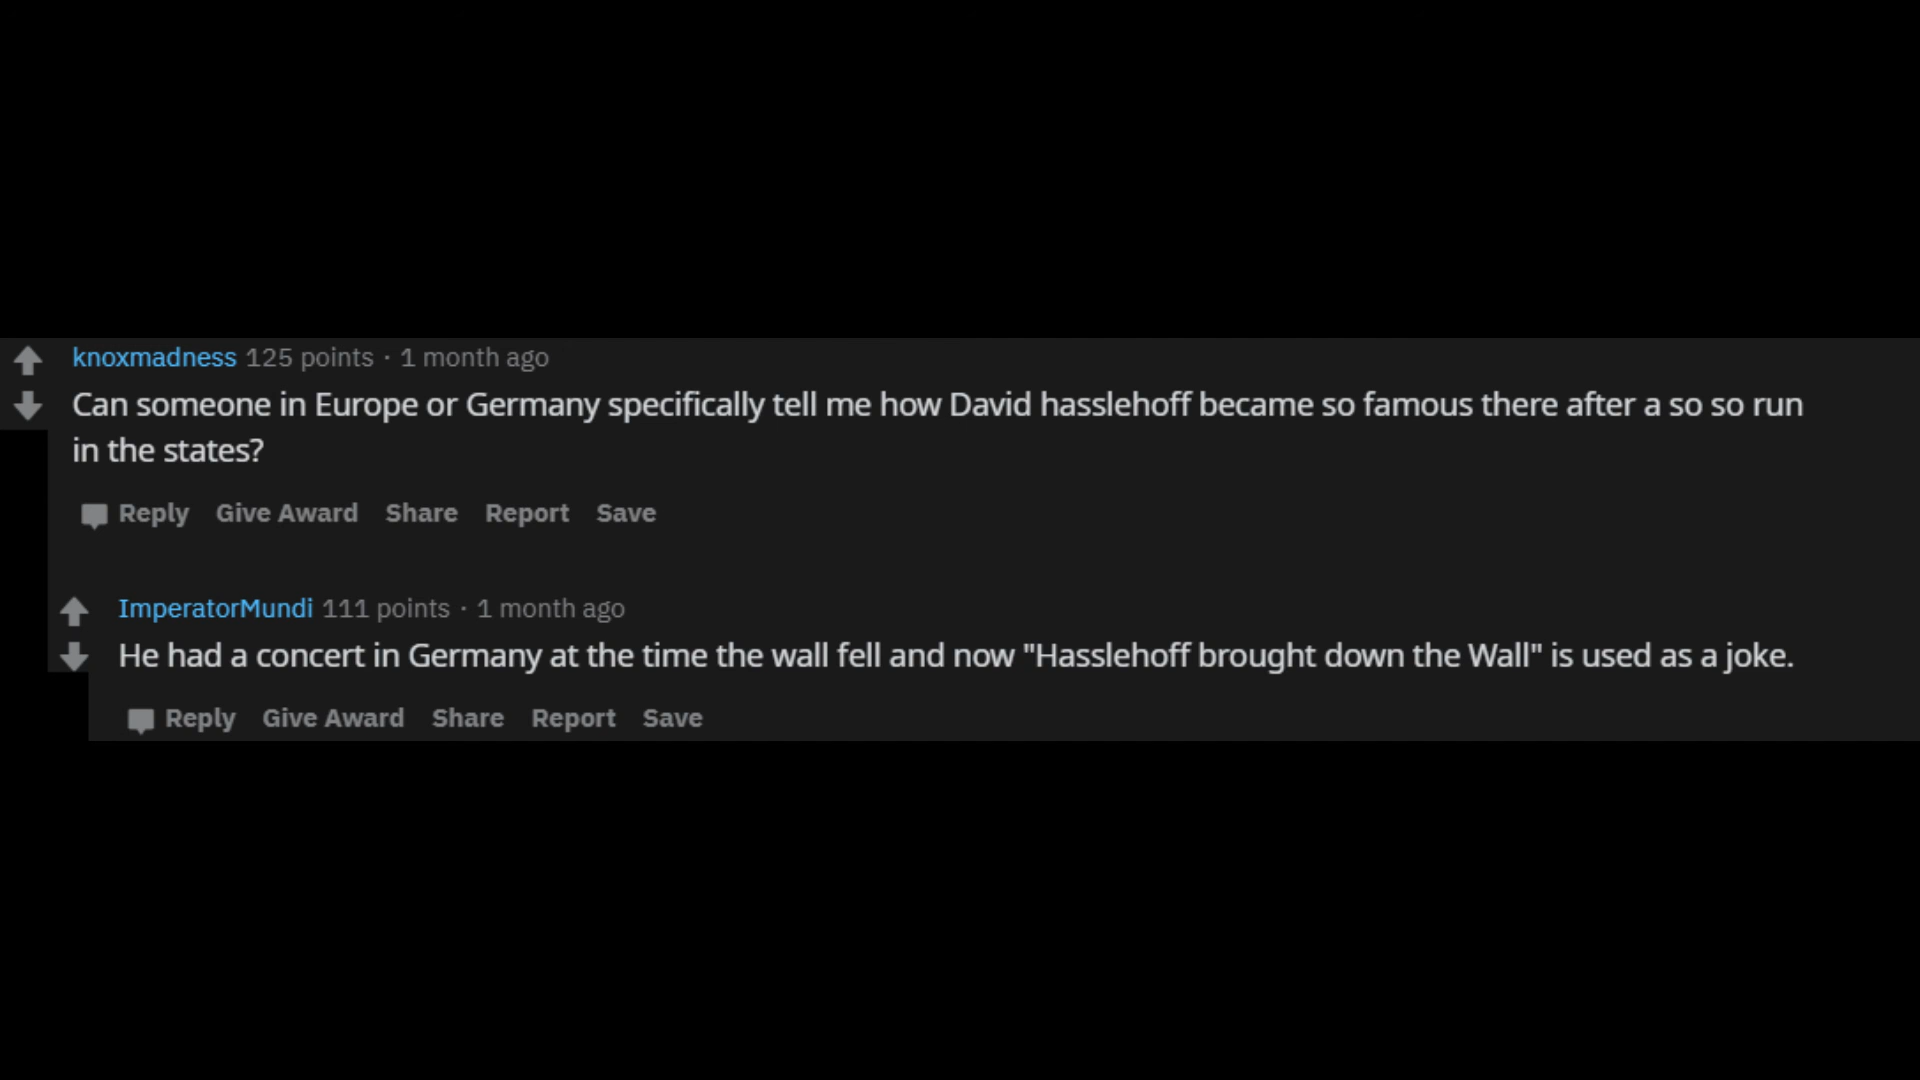 knoxmadness 125 points · 1 month ago
Can someone in Europe or Germany specifically tell me how David hasslehoff became so famous there after a so so run
in the states?
Reply Give Award Share Report Save
ImperatorMundi 111 points · 1 month ago
He had a concert in Germany at the time the wall fell and now "Hasslehoff brought down the Wall" is used as a joke.
Reply Give Award Share Report Save